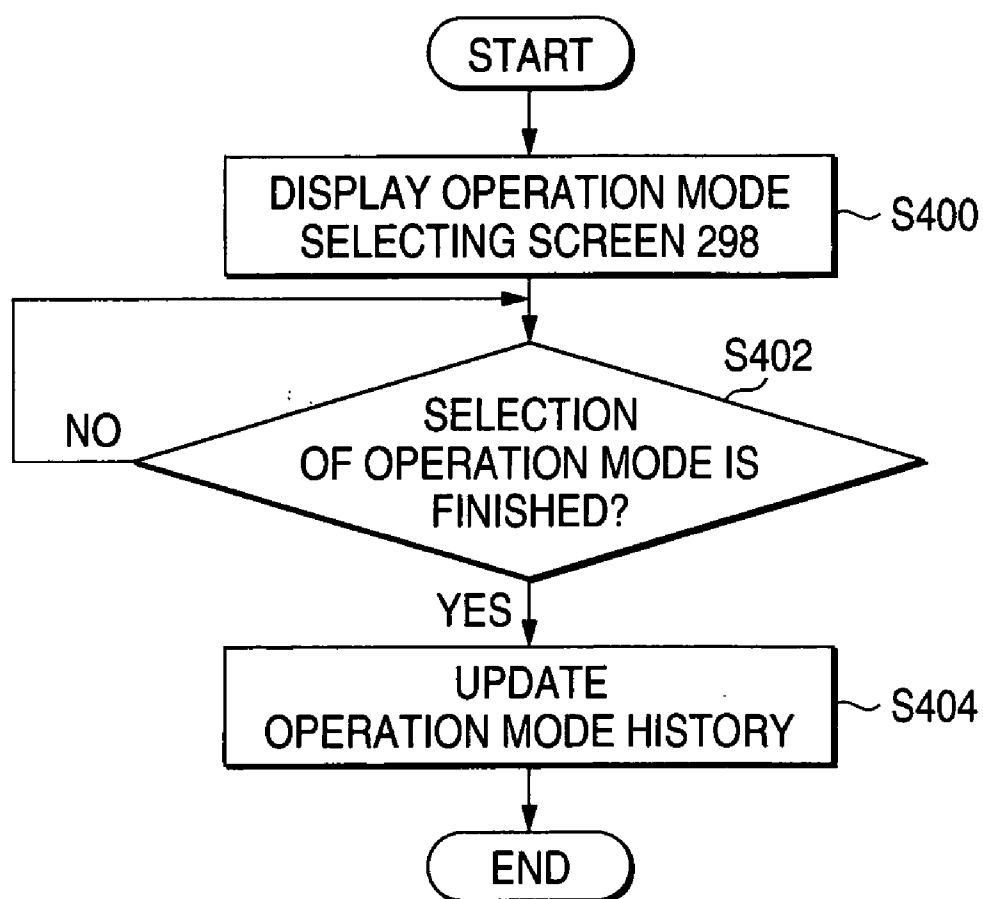 START
DISPLAY OPERATION MODE
SELECTING SCREEN 298
S400
S402
SELECTION
OF OPERATION MODE IS
FINISHED?
NO
YES
UPDATE
OPERATION MODE HISTORY
S404
END